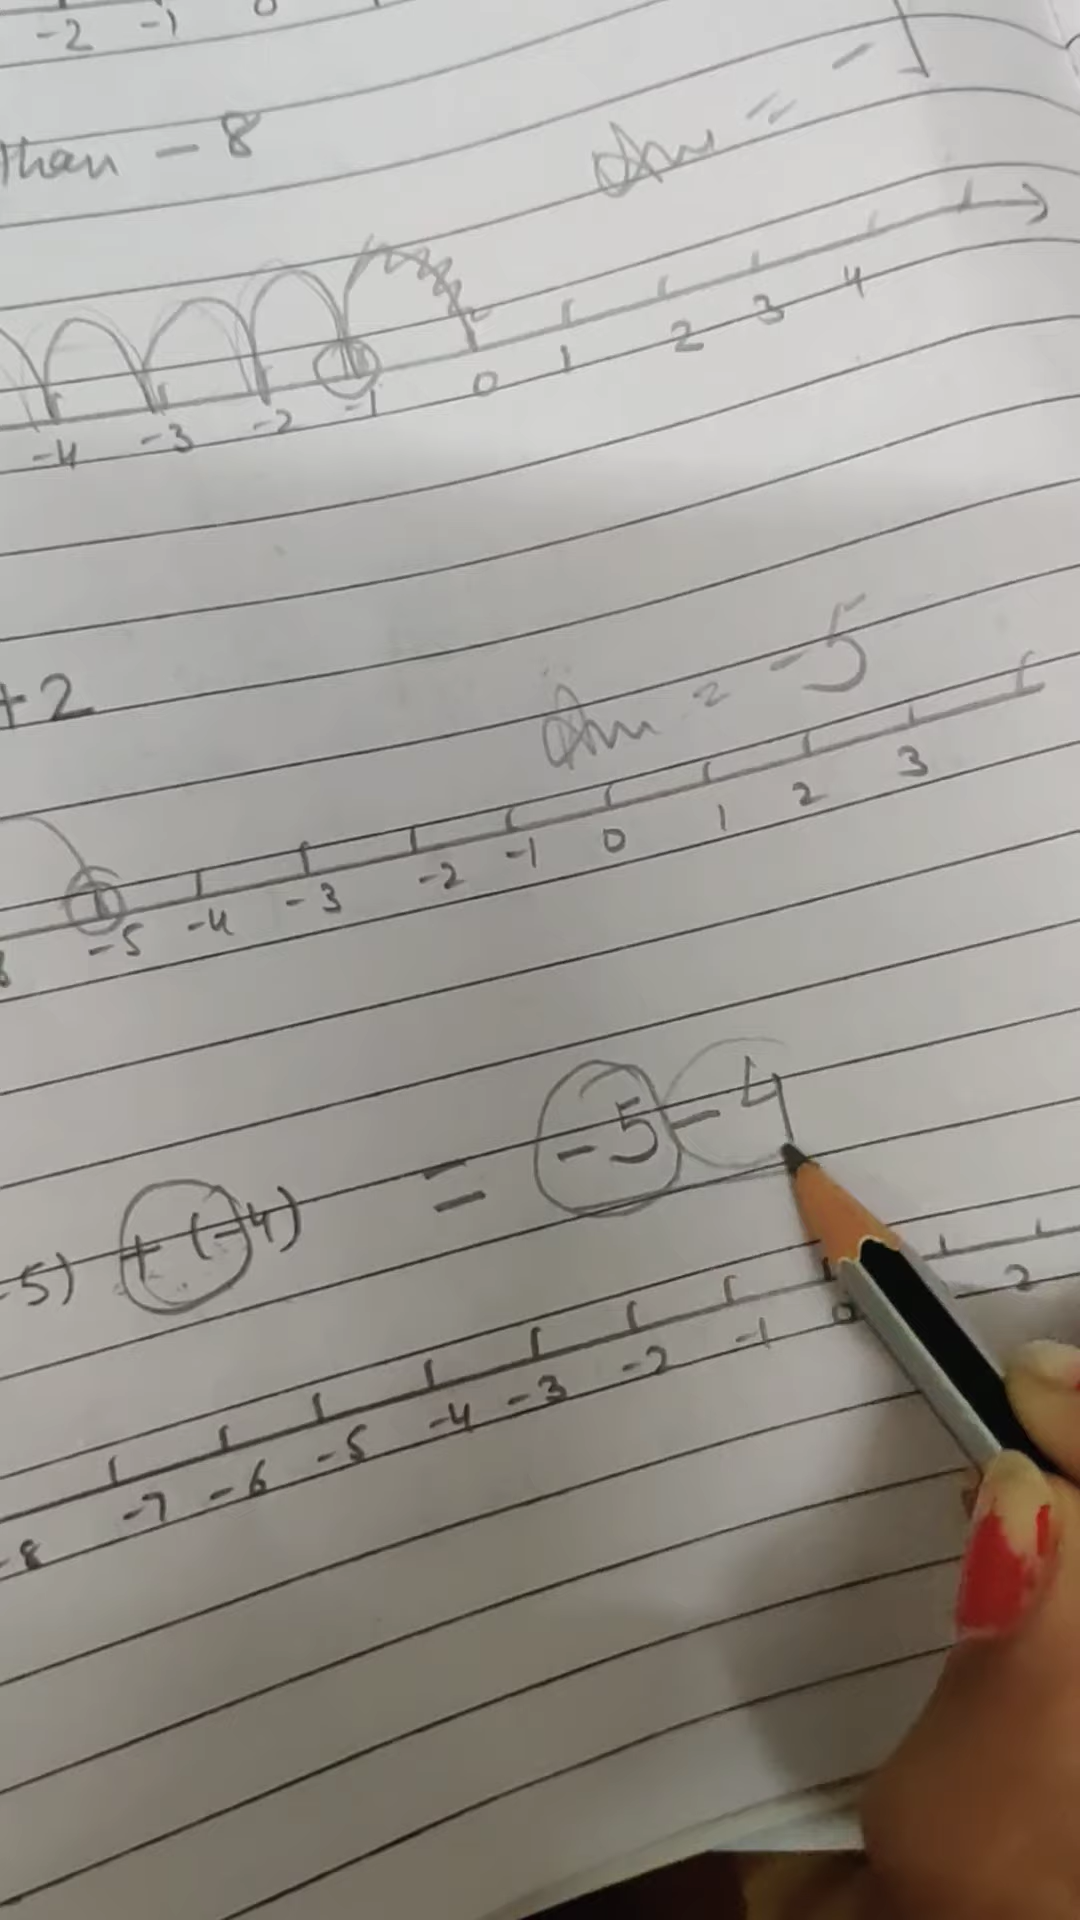 -2 -1 0
than - 8
Ans = - 7
-4 -3 -2 -1 0 1 2 3 4
+2
Ans = -5
-5 -4 -3 -2 -1 0 1 2 3
-5) + (-4) = -5 - 4
-8 -7 -6 -5 -4 -3 -2 -1 0 2